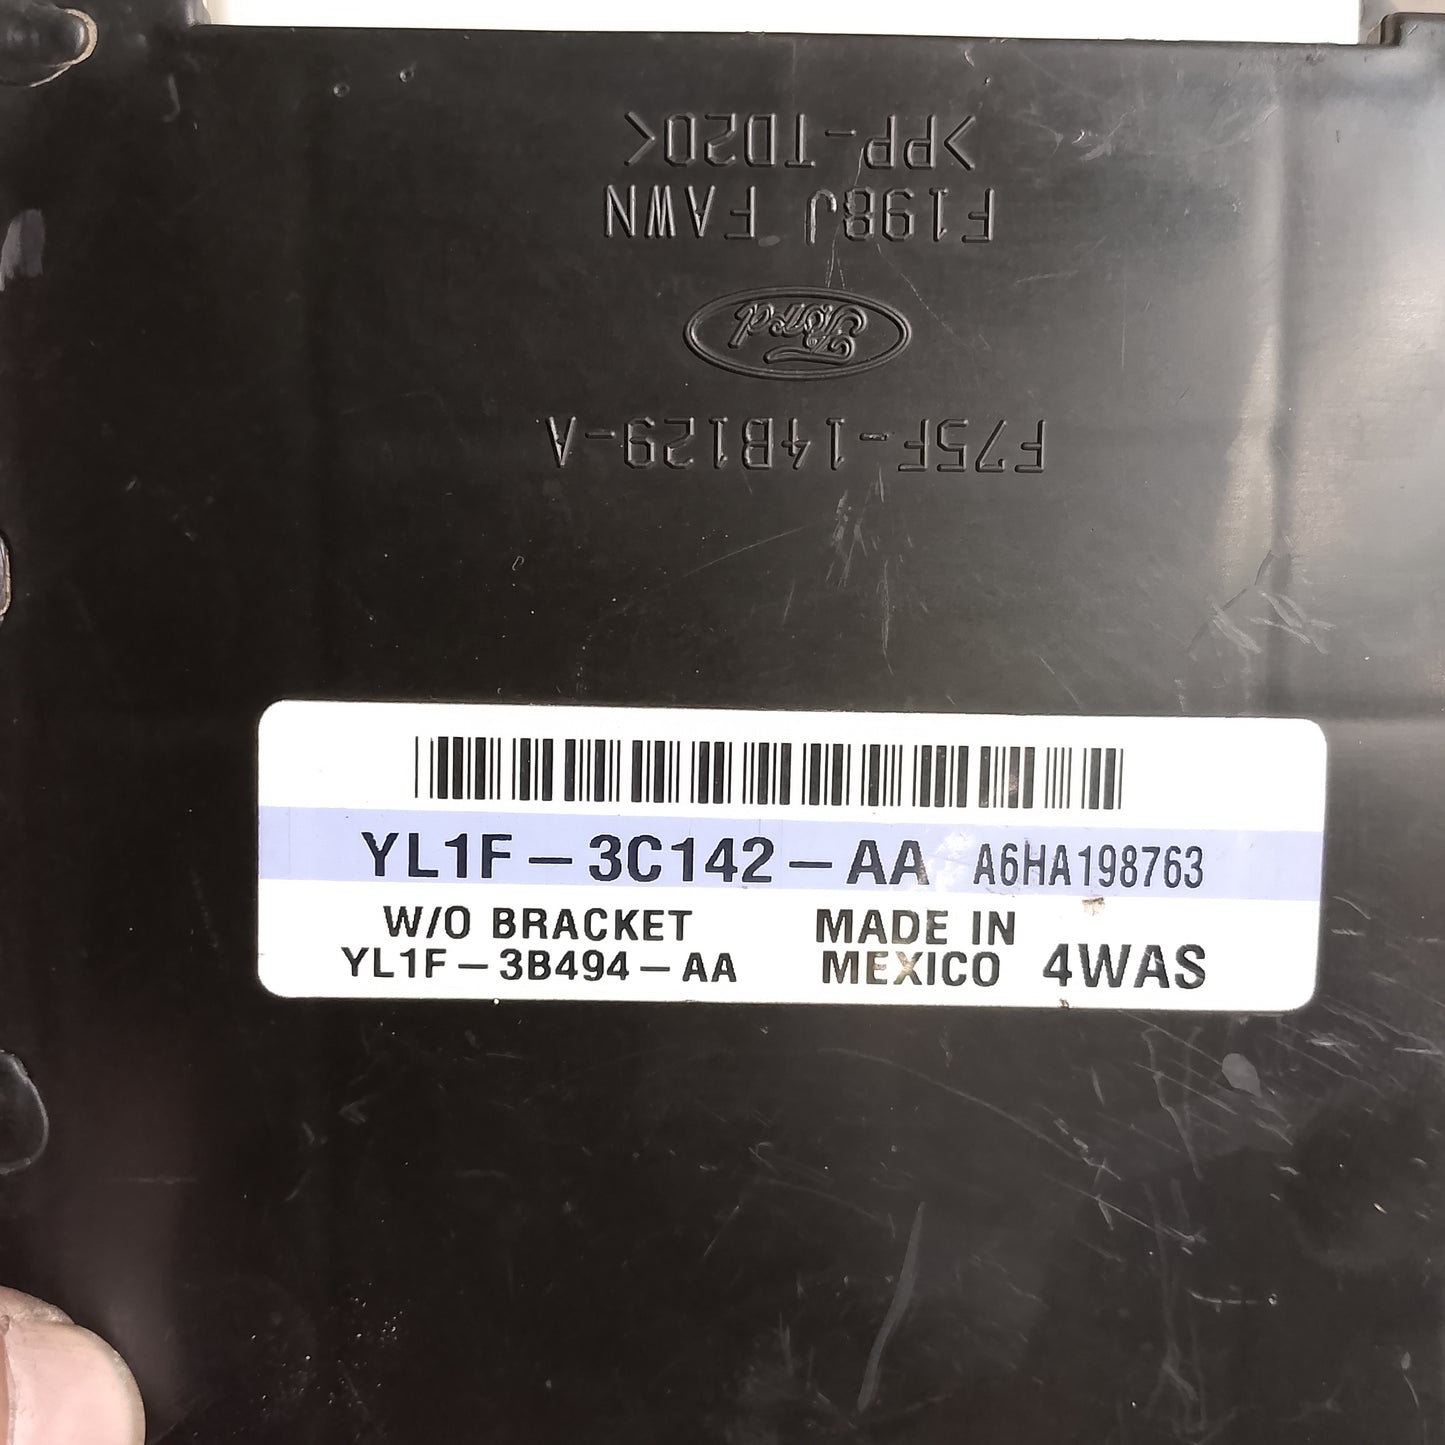 >PP-TD20<
F198J FAWN
Ford
F75F-14B129-A
YL1F-3C142-AA A6HA198763
W/O BRACKET MADE IN
YL1F-3B494-AA MEXICO 4WAS